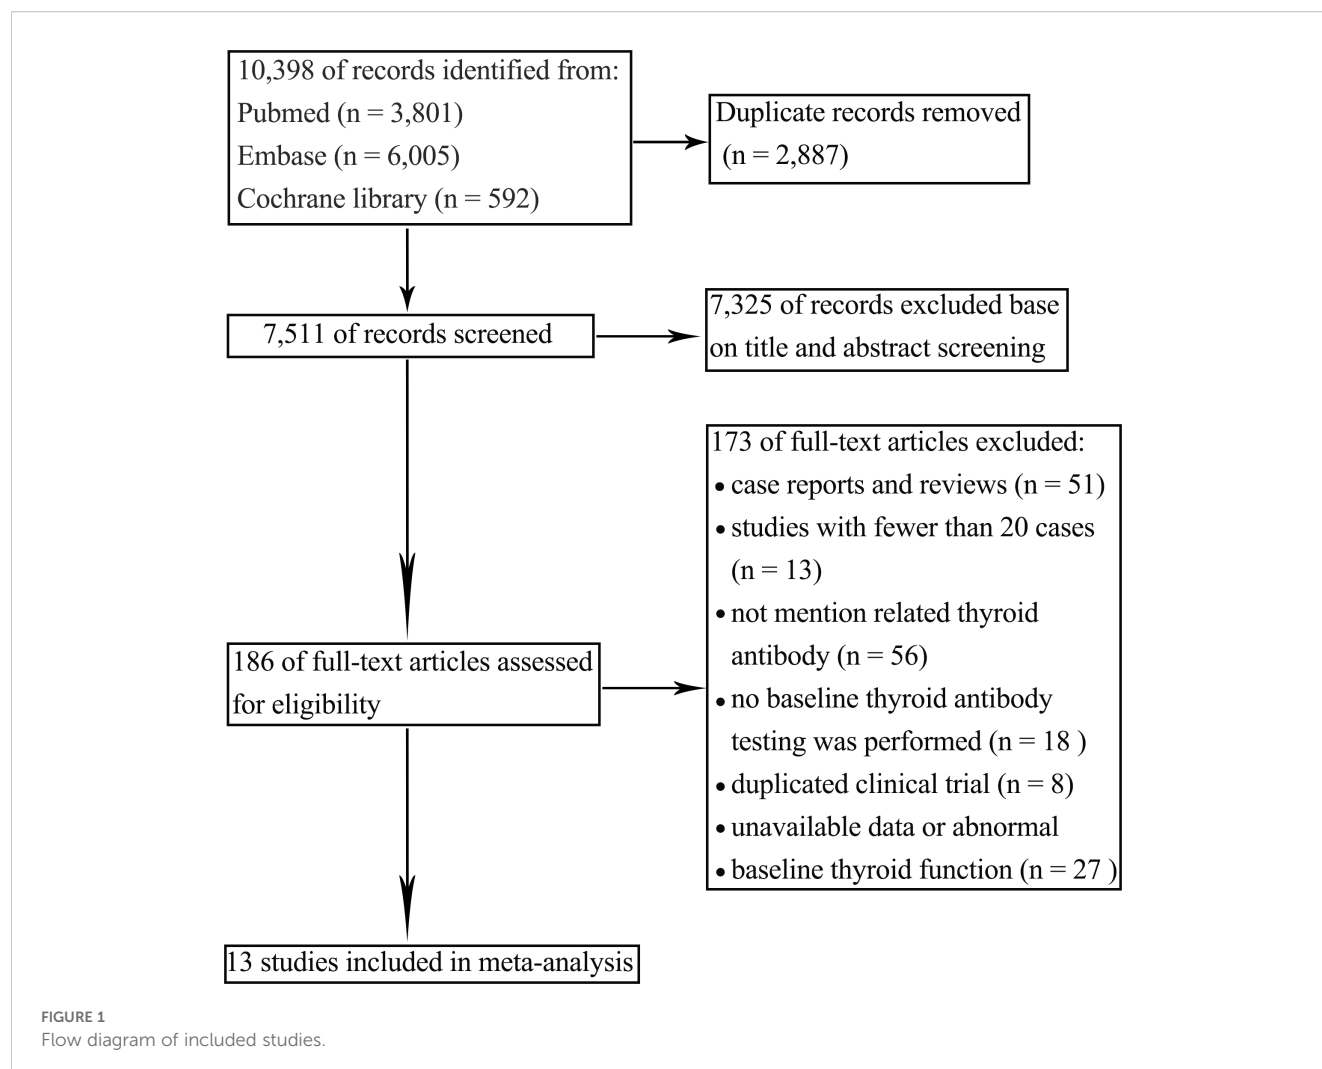 10,398 of records identified from:
Pubmed (n = 3,801)
Embase (n = 6,005)
Cochrane library (n = 592)
Duplicate records removed
(n = 2,887)
7,511 of records screened
7,325 of records excluded base
on title and abstract screening
186 of full-text articles assessed
for eligibility
173 of full-text articles excluded:
• case reports and reviews (n = 51)
• studies with fewer than 20 cases
(n = 13)
• not mention related thyroid
antibody (n = 56)
• no baseline thyroid antibody
testing was performed (n = 18 )
• duplicated clinical trial (n = 8)
• unavailable data or abnormal
• baseline thyroid function (n = 27 )
13 studies included in meta-analysis
FIGURE 1
Flow diagram of included studies.